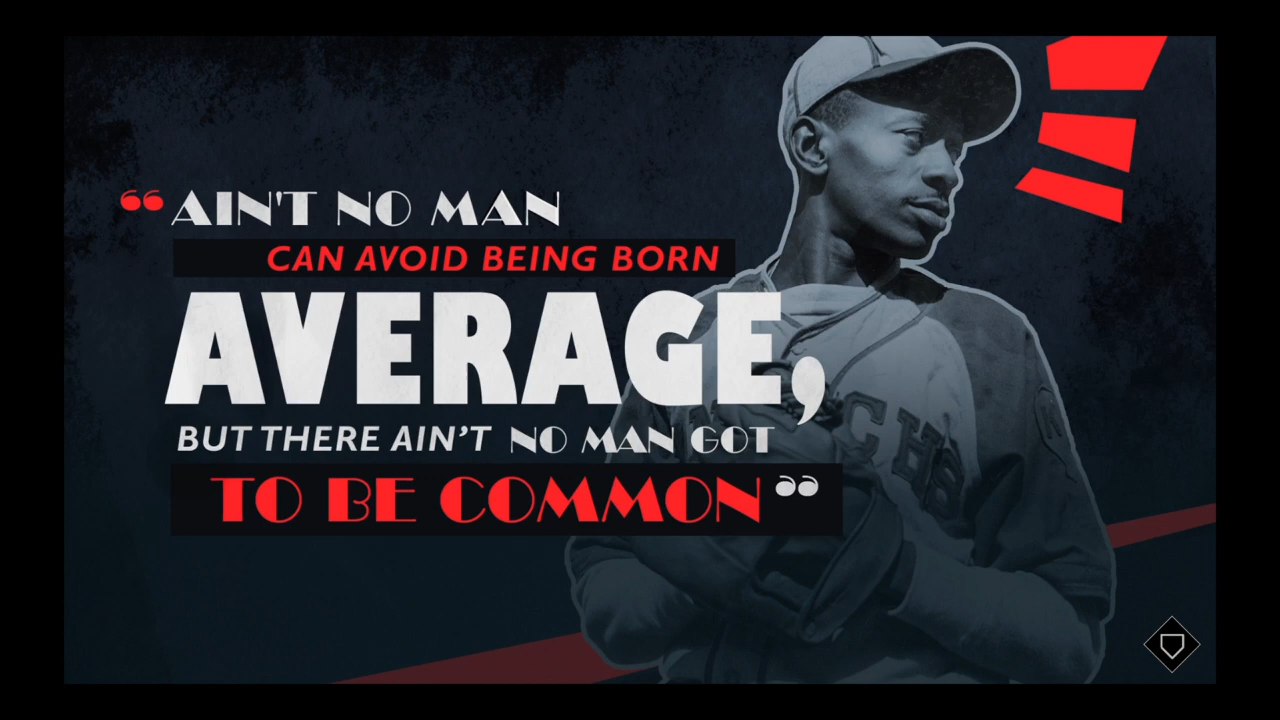 “AIN'T NO MAN
CAN AVOID BEING BORN
AVERAGE,
BUT THERE AIN’T NO MAN GOT
TO BE COMMON”